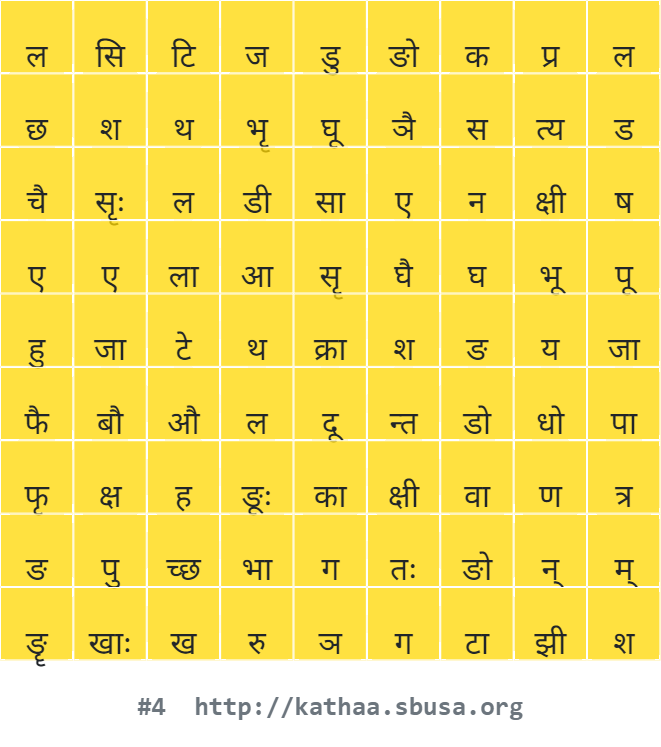 ल सि टि ज डु ङो क प्र ल
छ श थ भृ घू ञै स त्य ड
चै सृः ल डी सा ए न क्षी ष
ए ए ला आ सृ घै घ भू पू
हु जा टे थ क्रा श ङ य जा
फै बौ औ ल दू न्त डो धो पा
फृ क्ष ह ङूः का क्षी वा ण त्र
ङ पु च्छ भा ग तः ङो न् म्
ङॄ खाः ख रु ञ ग टा झी श
#4 http://kathaa.sbusa.org